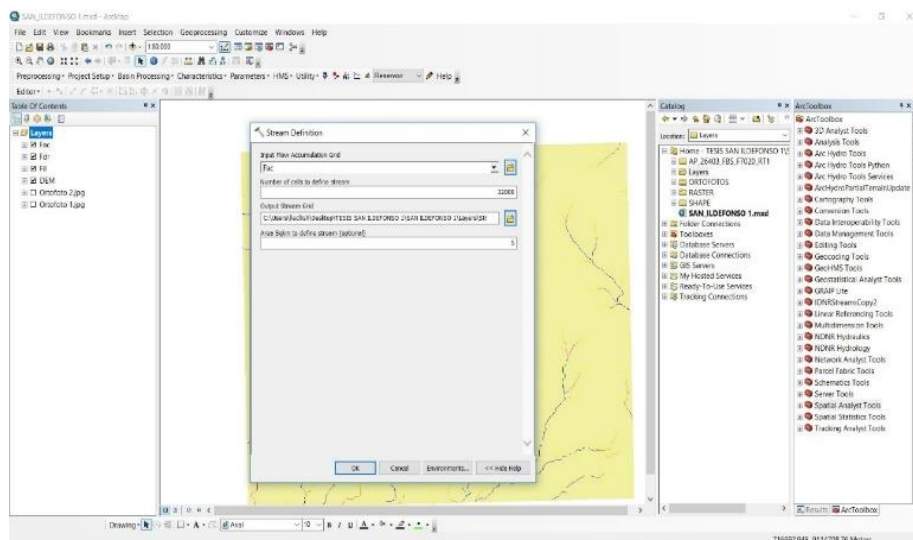 SAN_ILDEFONSO 1.mxd - ArcMap
File Edit View Bookmarks Insert Selection Geoprocessing Customize Windows Help
Preprocessing Project Setup Basin Processing Characteristics Parameters HMS Utility Reservoir Help
Editor
Table Of Contents
Layers
Fac
Fdr
Fil
DEM
Ortofoto 2.jpg
Ortofoto 1.jpg
Stream Definition
Input Flow Accumulation Grid
Fac
Number of cells to define stream
Output Stream Grid
Area SqKm to define stream (optional)
5
OK Cancel Environments... << Hide Help
Catalog
Location: Layers
Home - TESIS SAN ILDEFONSO 1\S
Layers
ORTOFOTOS
RASTER
SHAPE
SAN_ILDEFONSO 1.mxd
Folder Connections
Toolboxes
Database Servers
Database Connections
GIS Servers
My Hosted Services
Ready-To-Use Services
Tracking Connections
ArcToolbox
ArcToolbox
3D Analyst Tools
Analysis Tools
Arc Hydro Tools
Arc Hydro Tools Python
Arc Hydro Tools Services
ArcHydroPartialTerrainUpdate
Cartography Tools
Conversion Tools
Data Interoperability Tools
Data Management Tools
Editing Tools
Geocoding Tools
GeoHMS Tools
Geostatistical Analyst Tools
GRAIP Lite
IDNRStreamsCopy2
Linear Referencing Tools
Multidimension Tools
NDNR Hydraulics
NDNR Hydrology
Network Analyst Tools
Parcel Fabric Tools
Schematics Tools
Server Tools
Spatial Analyst Tools
Spatial Statistics Tools
Tracking Analyst Tools
Results ArcToolbox
Drawing Arial 10 B I U A